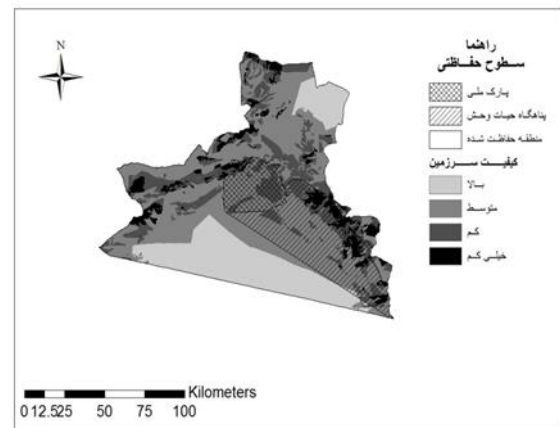 N
راهنما
سطوح حفاظتی
پارک ملی
پناهگاه حیات وحش
منطقه حفاظت شده
کیفیت سرزمین
بالا
متوسط
کم
خیلی کم
Kilometers
0 12.525 50 75 100